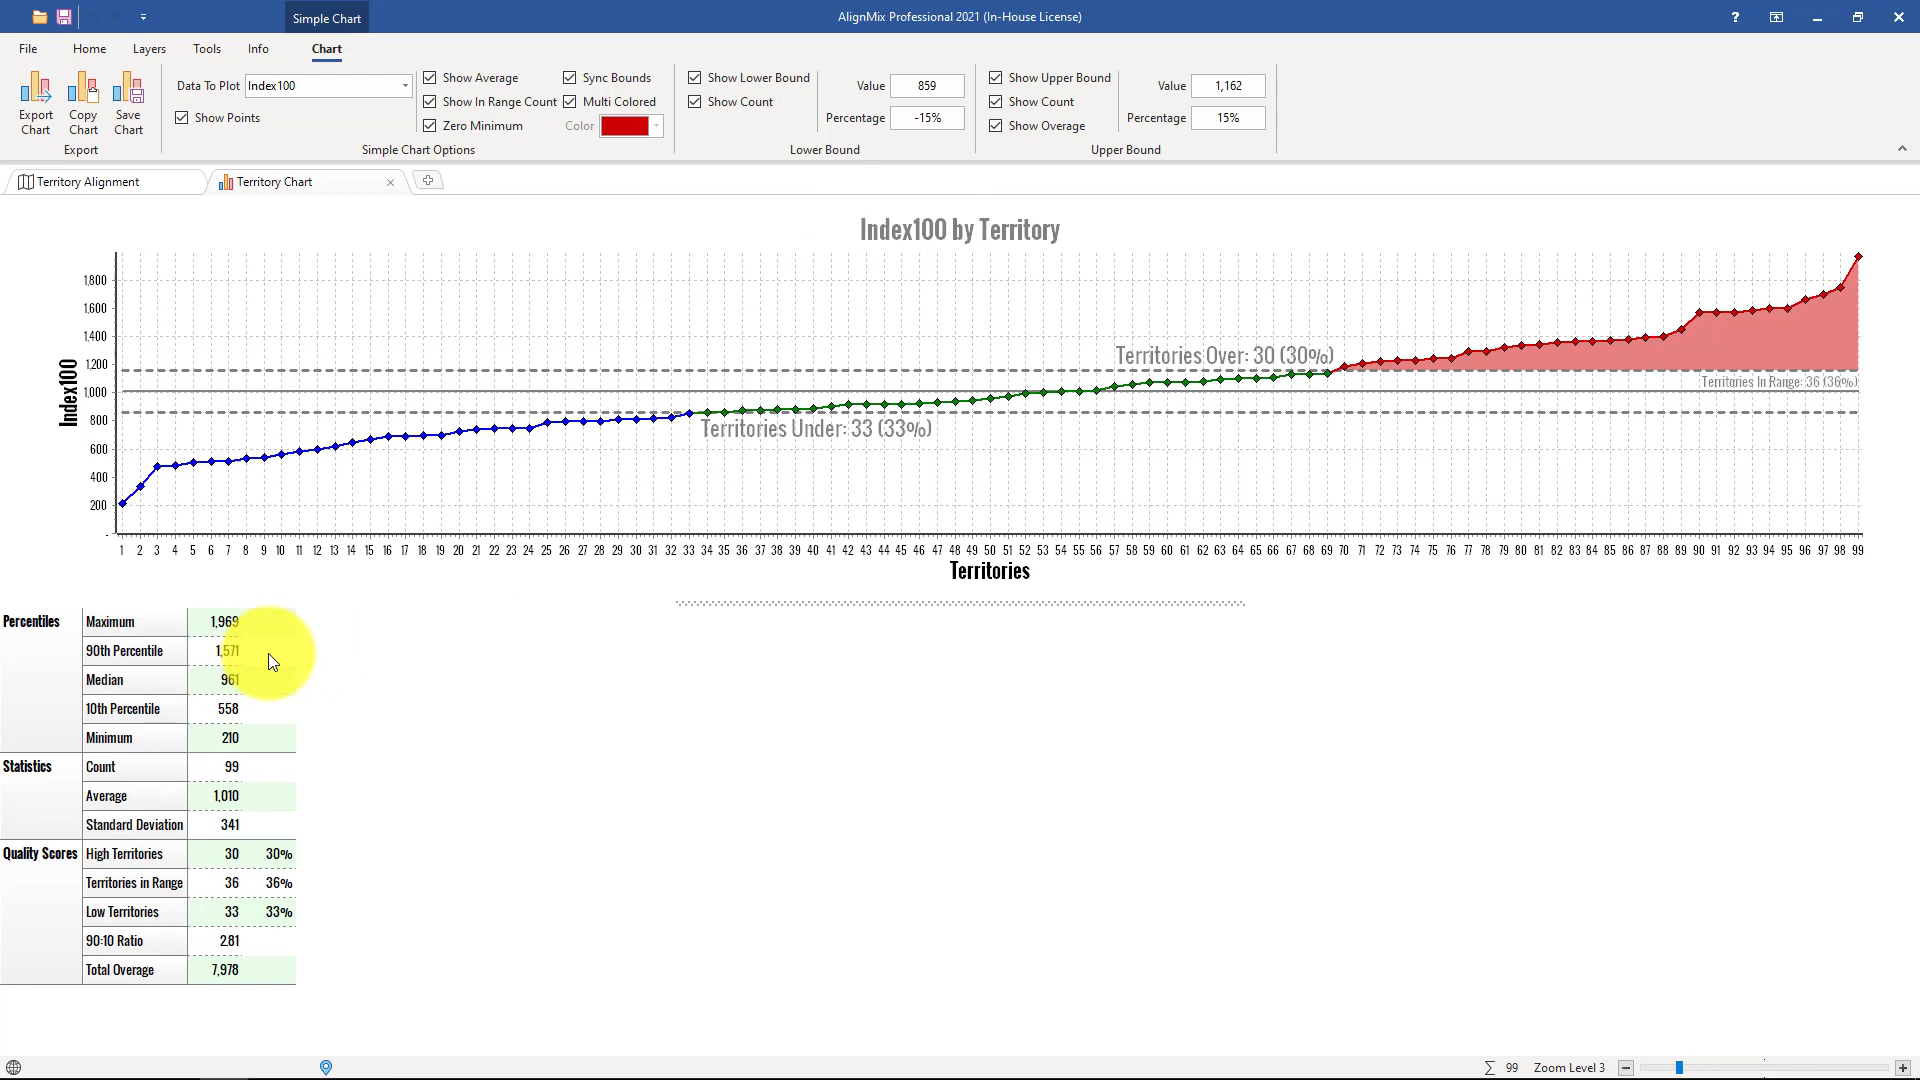 Simple Chart
AlignMix Professional 2021 (In-House License)
?
File Home Layers Tools Info Chart
Export Chart
Copy Chart
Save Chart
Export
Data To Plot Index100
Show Points
Show Average
Show In Range Count
Zero Minimum
Sync Bounds
Multi Colored
Color
Simple Chart Options
Show Lower Bound
Show Count
Value 859
Percentage -15%
Lower Bound
Show Upper Bound
Show Count
Show Overage
Value 1,162
Percentage 15%
Upper Bound
Territory Alignment
Territory Chart
Index100 by Territory
Index100
1,800
1,600
1,400
1,200
1,000
800
600
400
200
-
Territories Over: 30 (30%)
Territories In Range: 36 (36%)
Territories Under: 33 (33%)
1 2 3 4 5 6 7 8 9 10 11 12 13 14 15 16 17 18 19 20 21 22 23 24 25 26 27 28 29 30 31 32 33 34 35 36 37 38 39 40 41 42 43 44 45 46 47 48 49 50 51 52 53 54 55 56 57 58 59 60 61 62 63 64 65 66 67 68 69 70 71 72 73 74 75 76 77 78 79 80 81 82 83 84 85 86 87 88 89 90 91 92 93 94 95 96 97 98 99
Territories
Percentiles Maximum 1,969
90th Percentile 1,571
Median 961
10th Percentile 558
Minimum 210
Statistics Count 99
Average 1,010
Standard Deviation 341
Quality Scores High Territories 30 30%
Territories in Range 36 36%
Low Territories 33 33%
90:10 Ratio 2.81
Total Overage 7,978
Σ 99 Zoom Level 3